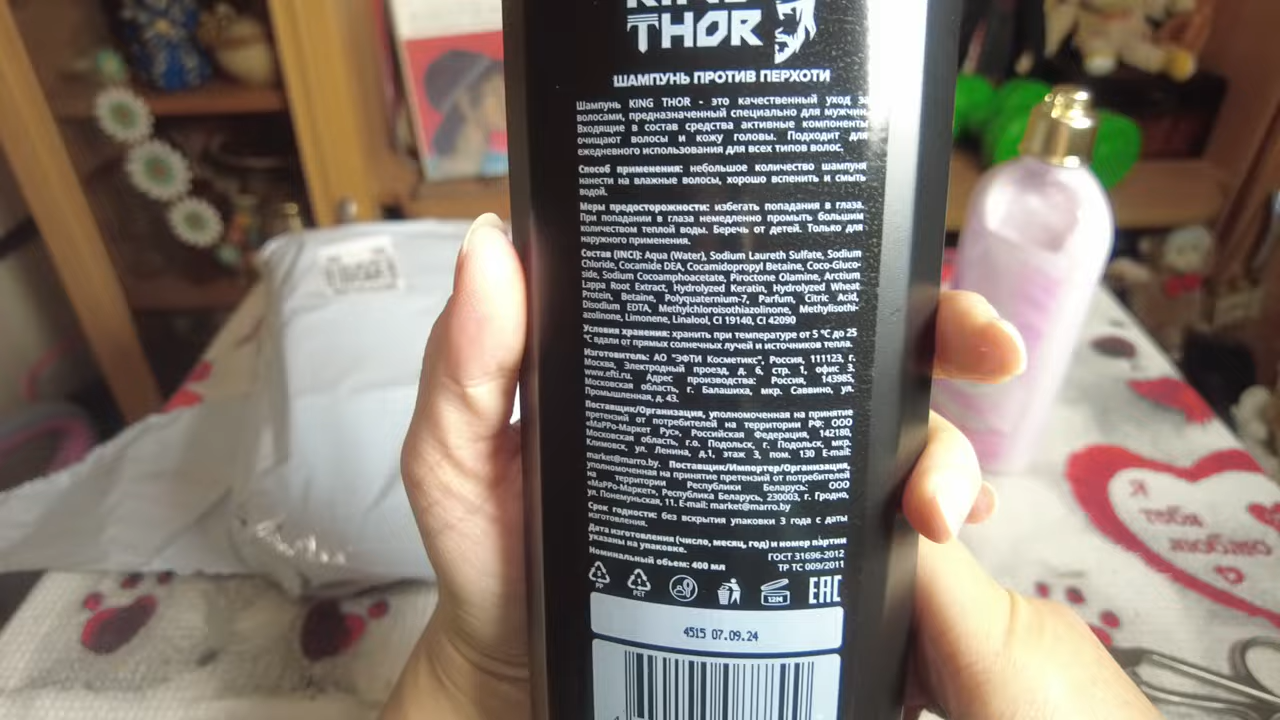 THOR
ШАМПУНЬ ПРОТИВ ПЕРХОТИ
Шампунь KING THOR - это качественный уход за
волосами, предназначенный специально для мужчин.
Входящие в состав средства активные компоненты
очищают волосы и кожу головы. Подходит для
ежедневного использования для всех типов волос.
Способ применения: небольшое количество шампуня
нанести на влажные волосы, хорошо вспенить и смыть
водой.
Меры предосторожности: избегать попадания в глаза.
При попадании в глаза немедленно промыть большим
количеством теплой воды. Беречь от детей. Только для
наружного применения.
Состав (INCI): Aqua (Water), Sodium Laureth Sulfate, Sodium
Chloride, Cocamide DEA, Cocamidopropyl Betaine, Coco-Gluco-
side, Sodium Cocoamphoacetate, Piroctone Olamine, Arctium
Lappa Root Extract, Hydrolyzed Keratin, Hydrolyzed Wheat
Protein, Betaine, Polyquaternium-7, Parfum, Citric Acid,
Disodium EDTA, Methylchloroisothiazolinone, Methylisothi-
azolinone, Limonene, Linalool, CI 19140, CI 42090
Условия хранения: хранить при температуре от 5 °C до 25
°C вдали от прямых солнечных лучей и источников тепла.
Изготовитель: АО "ЭФТИ Косметикс", Россия, 111123, г.
Москва, Электродный проезд, д. 6, стр. 1, офис 3.
www.efti.ru. Адрес производства: Россия, 143985,
Московская область, г. Балашиха, мкр. Саввино, ул.
Промышленная, д. 43.
Поставщик/Организация, уполномоченная на принятие
претензий от потребителей на территории РФ: ООО
«МаРРо-Маркет Рус», Российская Федерация, 142180,
Московская область, г.о. Подольск, г. Подольск, мкр.
Климовск, ул. Ленина, д.1, этаж 3, пом. 130 E-mail:
market@marro.by. Поставщик/Импортер/Организация,
уполномоченная на принятие претензий от потребителей
на территории Республики Беларусь: ООО
«МаРРо-Маркет», Республика Беларусь, 230003, г. Гродно,
ул. Понемуньская, 11. E-mail: market@marro.by
Срок годности: без вскрытия упаковки 3 года с даты
изготовления.
Дата изготовления (число, месяц, год) и номер партии
указаны на упаковке.
ГОСТ 31696-2012
Номинальный объем: 400 мл
ТР ТС 009/2011
PP
PET
12M
EAC
4515 07.09.24
Я
тебя